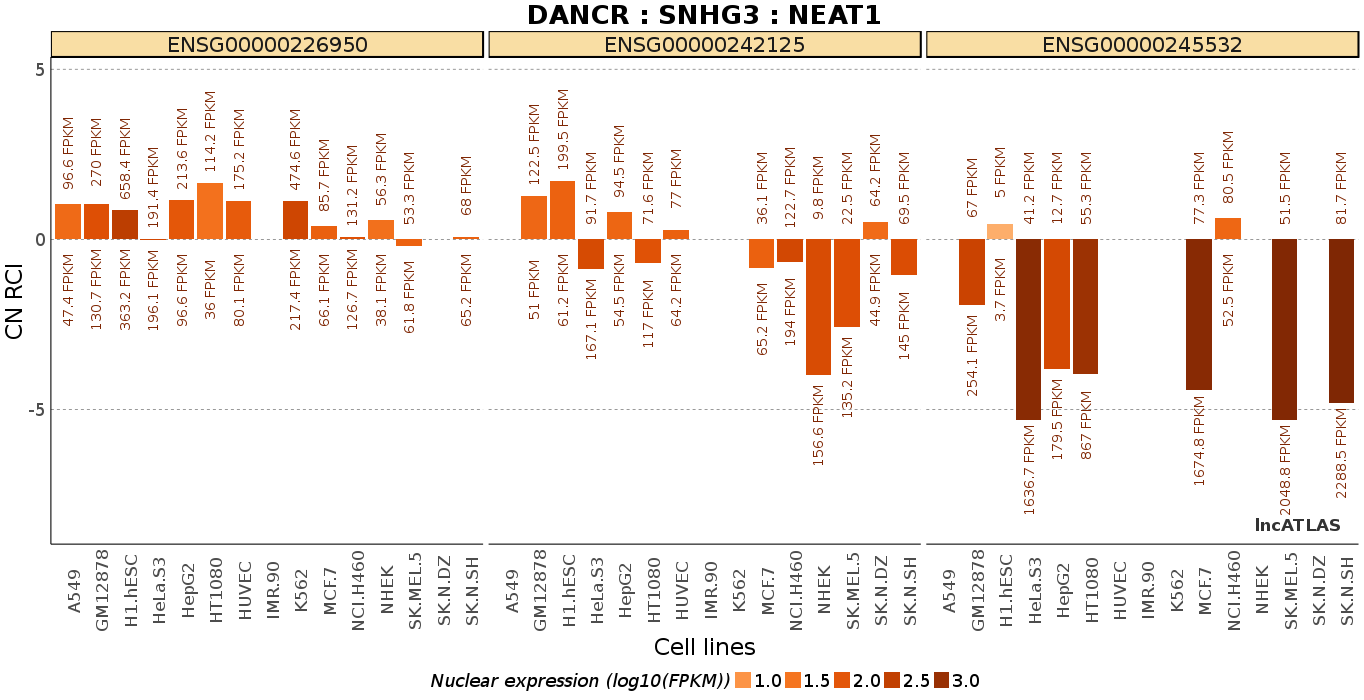 DANCR : SNHG3 : NEAT1
ENSG00000226950 ENSG00000242125 ENSG00000245532
CN RCI
5
0
-5
96.6 FPKM
270 FPKM
658.4 FPKM
191.4 FPKM
213.6 FPKM
114.2 FPKM
175.2 FPKM
474.6 FPKM
85.7 FPKM
131.2 FPKM
56.3 FPKM
53.3 FPKM
68 FPKM
47.4 FPKM
130.7 FPKM
363.2 FPKM
196.1 FPKM
96.6 FPKM
36 FPKM
80.1 FPKM
217.4 FPKM
66.1 FPKM
126.7 FPKM
38.1 FPKM
61.8 FPKM
65.2 FPKM
122.5 FPKM
199.5 FPKM
91.7 FPKM
94.5 FPKM
71.6 FPKM
77 FPKM
36.1 FPKM
122.7 FPKM
9.8 FPKM
22.5 FPKM
64.2 FPKM
69.5 FPKM
51 FPKM
61.2 FPKM
167.1 FPKM
54.5 FPKM
117 FPKM
64.2 FPKM
65.2 FPKM
194 FPKM
156.6 FPKM
135.2 FPKM
44.9 FPKM
145 FPKM
67 FPKM
5 FPKM
41.2 FPKM
12.7 FPKM
55.3 FPKM
77.3 FPKM
80.5 FPKM
51.5 FPKM
81.7 FPKM
254.1 FPKM
3.7 FPKM
1636.7 FPKM
179.5 FPKM
867 FPKM
1674.8 FPKM
52.5 FPKM
2048.8 FPKM
2288.5 FPKM
lncATLAS
A549
GM12878
H1.hESC
HeLa.S3
HepG2
HT1080
HUVEC
IMR.90
K562
MCF.7
NCI.H460
NHEK
SK.MEL.5
SK.N.DZ
SK.N.SH
A549
GM12878
H1.hESC
HeLa.S3
HepG2
HT1080
HUVEC
IMR.90
K562
MCF.7
NCI.H460
NHEK
SK.MEL.5
SK.N.DZ
SK.N.SH
A549
GM12878
H1.hESC
HeLa.S3
HepG2
HT1080
HUVEC
IMR.90
K562
MCF.7
NCI.H460
NHEK
SK.MEL.5
SK.N.DZ
SK.N.SH
Cell lines
Nuclear expression (log10(FPKM)) 1.0 1.5 2.0 2.5 3.0